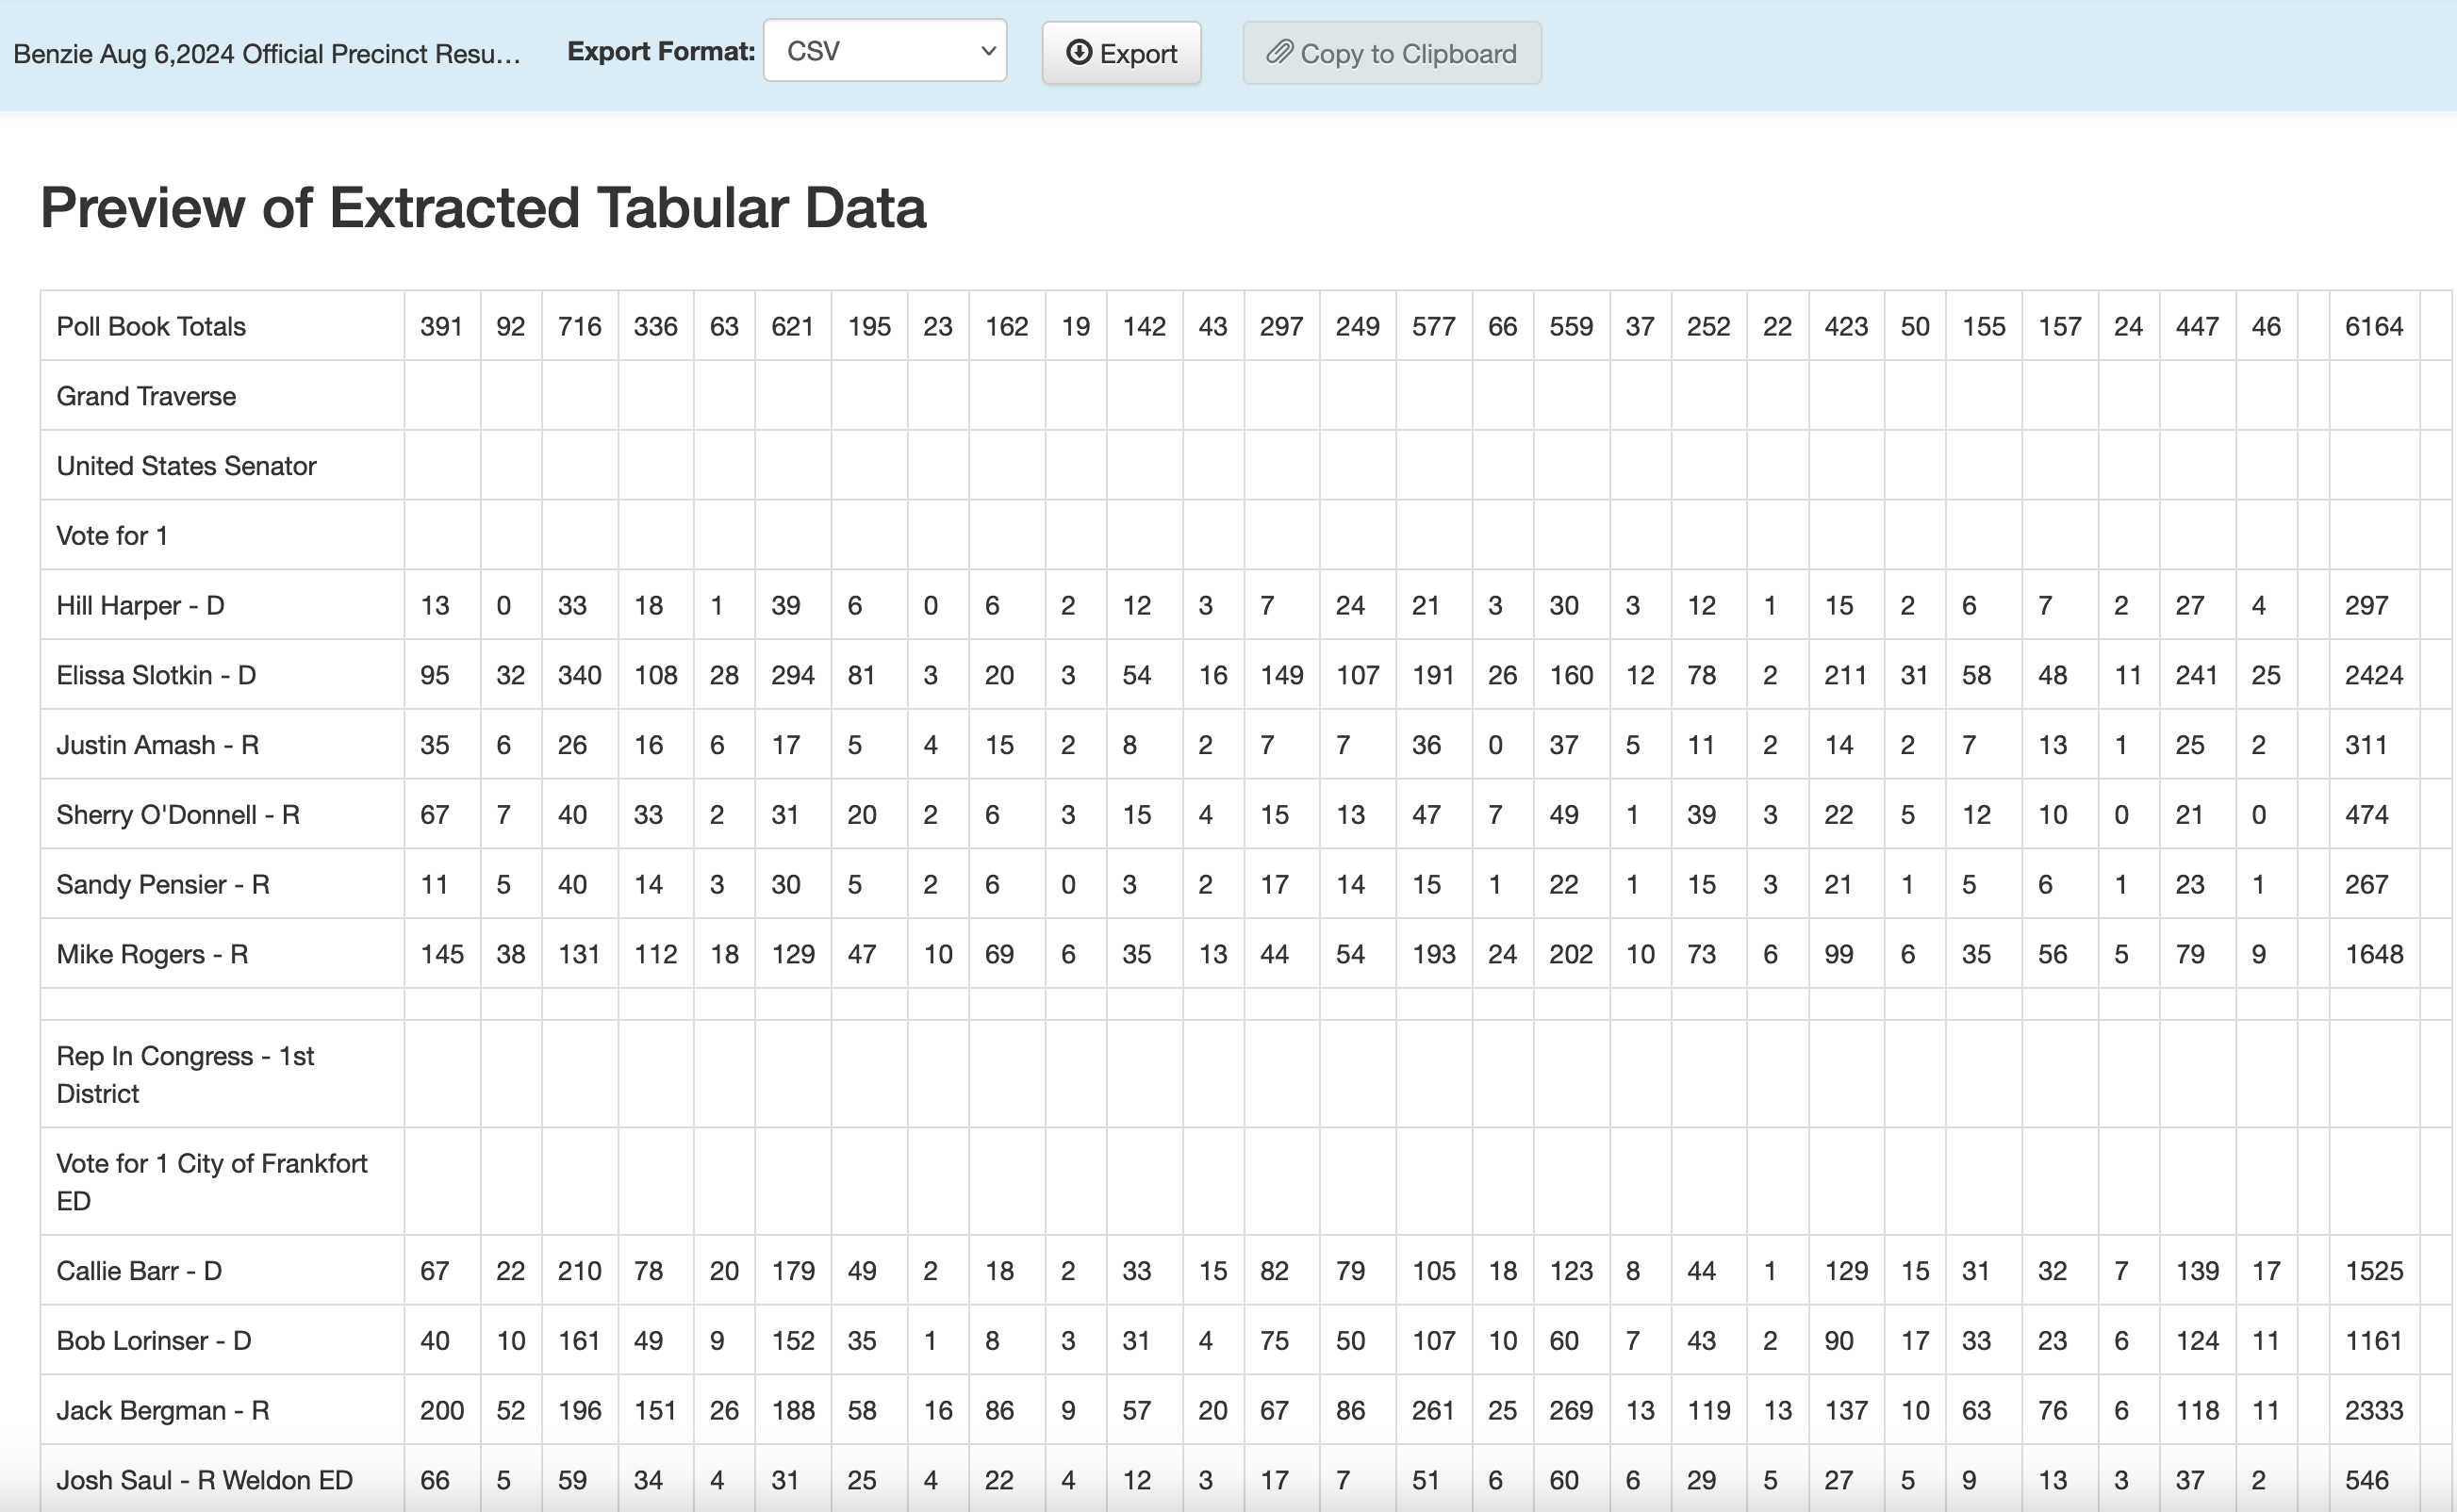 Benzie Aug 6,2024 Official Precinct Resu... Export Format: CSV Export Copy to Clipboard
Preview of Extracted Tabular Data
Poll Book Totals 391 92 716 336 63 621 195 23 162 19 142 43 297 249 577 66 559 37 252 22 423 50 155 157 24 447 46 6164
Grand Traverse
United States Senator
Vote for 1
Hill Harper - D 13 0 33 18 1 39 6 0 6 2 12 3 7 24 21 3 30 3 12 1 15 2 6 7 2 27 4 297
Elissa Slotkin - D 95 32 340 108 28 294 81 3 20 3 54 16 149 107 191 26 160 12 78 2 211 31 58 48 11 241 25 2424
Justin Amash - R 35 6 26 16 6 17 5 4 15 2 8 2 7 7 36 0 37 5 11 2 14 2 7 13 1 25 2 311
Sherry O'Donnell - R 67 7 40 33 2 31 20 2 6 3 15 4 15 13 47 7 49 1 39 3 22 5 12 10 0 21 0 474
Sandy Pensier - R 11 5 40 14 3 30 5 2 6 0 3 2 17 14 15 1 22 1 15 3 21 1 5 6 1 23 1 267
Mike Rogers - R 145 38 131 112 18 129 47 10 69 6 35 13 44 54 193 24 202 10 73 6 99 6 35 56 5 79 9 1648
Rep In Congress - 1st
District
Vote for 1 City of Frankfort
ED
Callie Barr - D 67 22 210 78 20 179 49 2 18 2 33 15 82 79 105 18 123 8 44 1 129 15 31 32 7 139 17 1525
Bob Lorinser - D 40 10 161 49 9 152 35 1 8 3 31 4 75 50 107 10 60 7 43 2 90 17 33 23 6 124 11 1161
Jack Bergman - R 200 52 196 151 26 188 58 16 86 9 57 20 67 86 261 25 269 13 119 13 137 10 63 76 6 118 11 2333
Josh Saul - R Weldon ED 66 5 59 34 4 31 25 4 22 4 12 3 17 7 51 6 60 6 29 5 27 5 9 13 3 37 2 546